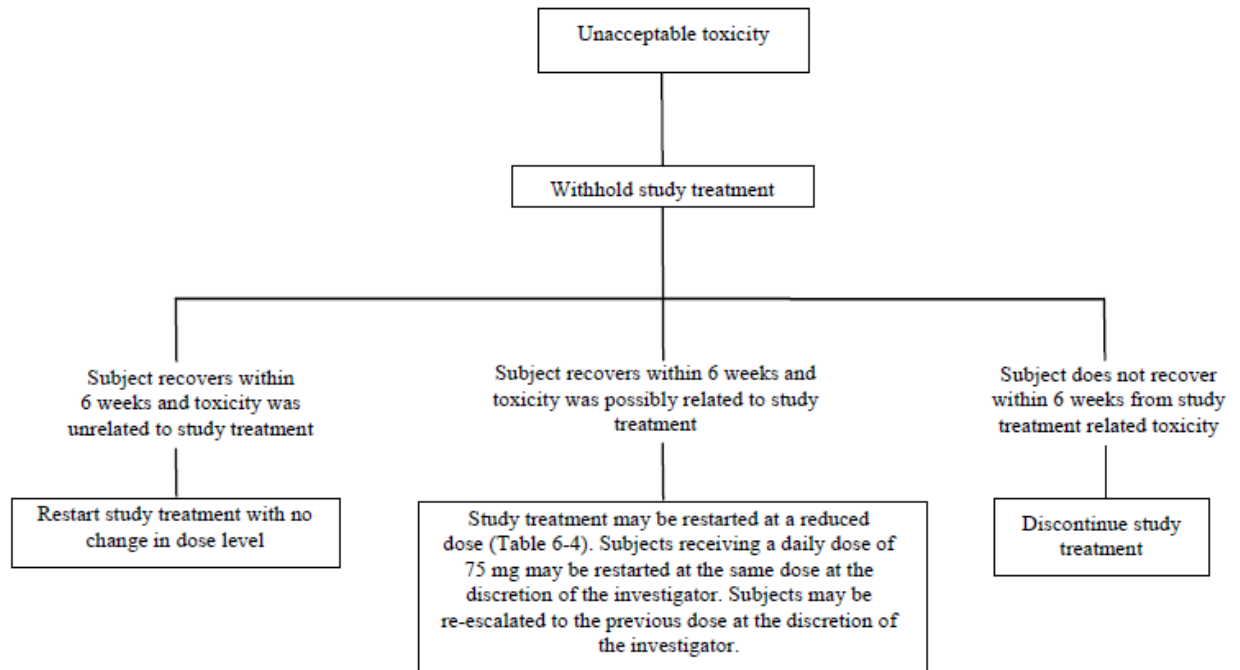 Unacceptable toxicity
Withhold study treatment
Subject recovers within
6 weeks and toxicity was
unrelated to study treatment
Restart study treatment with no
change in dose level
Subject recovers within 6 weeks and
toxicity was possibly related to study
treatment
Study treatment may be restarted at a reduced
dose (Table 6-4). Subjects receiving a daily dose of
75 mg may be restarted at the same dose at the
discretion of the investigator. Subjects may be
re-escalated to the previous dose at the discretion of
the investigator.
Subject does not recover
within 6 weeks from study
treatment related toxicity
Discontinue study
treatment